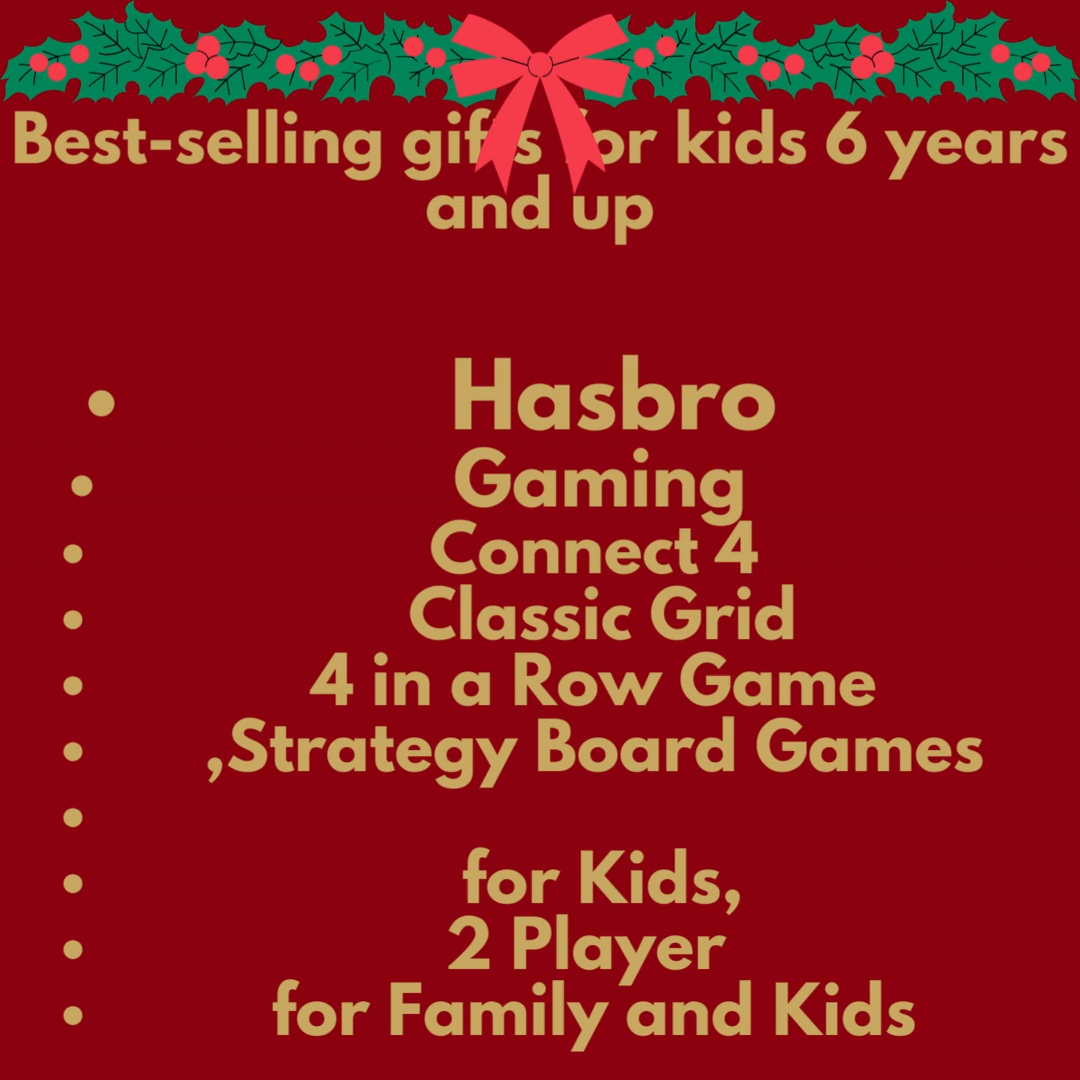 Best-selling gifts for kids 6 years
and up
• Hasbro
• Gaming
• Connect 4
• Classic Grid
• 4 in a Row Game
• ,Strategy Board Games
•
• for Kids,
• 2 Player
• for Family and Kids